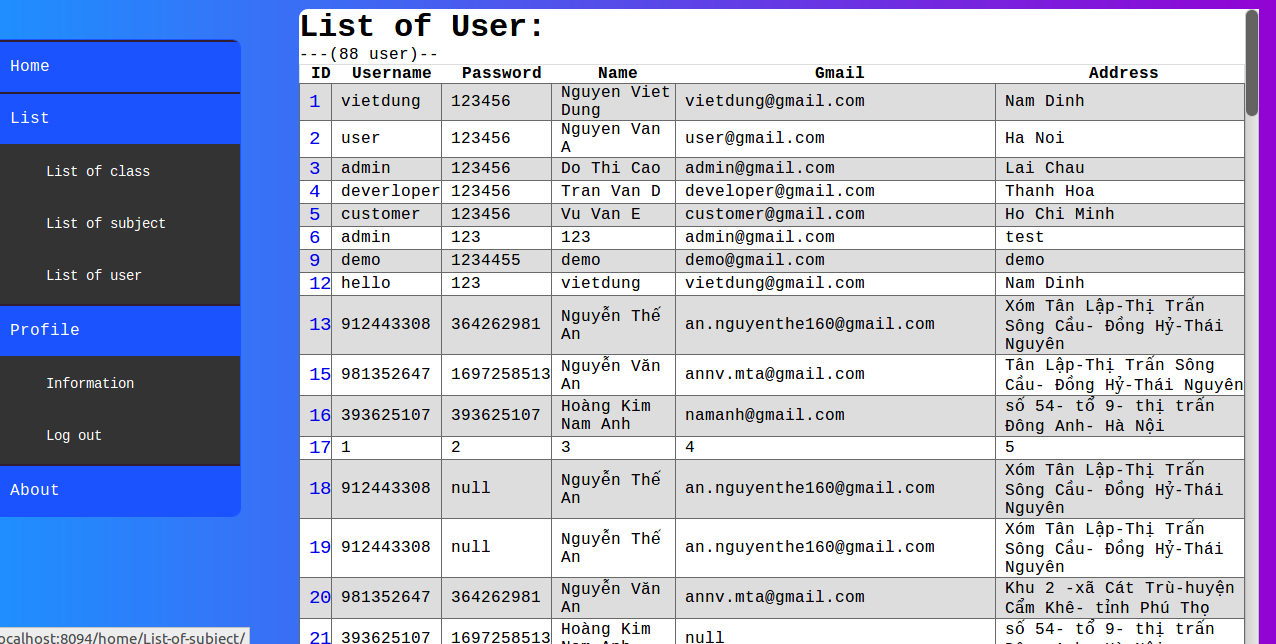 Home
List
List of class
List of subject
List of user
Profile
Information
Log out
About
List of User:
---(88 user)--
ID Username Password Name Gmail Address
1 vietdung 123456 Nguyen Viet Dung vietdung@gmail.com Nam Dinh
2 user 123456 Nguyen Van A user@gmail.com Ha Noi
3 admin 123456 Do Thi Cao admin@gmail.com Lai Chau
4 deverloper 123456 Tran Van D developer@gmail.com Thanh Hoa
5 customer 123456 Vu Van E customer@gmail.com Ho Chi Minh
6 admin 123 123 admin@gmail.com test
9 demo 1234455 demo demo@gmail.com demo
12 hello 123 vietdung vietdung@gmail.com Nam Dinh
13 912443308 364262981 Nguyễn Thế An an.nguyenthe160@gmail.com Xóm Tân Lập-Thị Trấn Sông Cầu- Đồng Hỷ-Thái Nguyên
15 981352647 1697258513 Nguyễn Văn An annv.mta@gmail.com Tân Lập-Thị Trấn Sông Cầu- Đồng Hỷ-Thái Nguyên
16 393625107 393625107 Hoàng Kim Nam Anh namanh@gmail.com số 54- tổ 9- thị trấn Đông Anh- Hà Nội
17 1 2 3 4 5
18 912443308 null Nguyễn Thế An an.nguyenthe160@gmail.com Xóm Tân Lập-Thị Trấn Sông Cầu- Đồng Hỷ-Thái Nguyên
19 912443308 null Nguyễn Thế An an.nguyenthe160@gmail.com Xóm Tân Lập-Thị Trấn Sông Cầu- Đồng Hỷ-Thái Nguyên
20 981352647 364262981 Nguyễn Văn An annv.mta@gmail.com Khu 2 -xã Cát Trù-huyện Cẩm Khê- tỉnh Phú Thọ
21 393625107 1697258513 Hoàng Kim null số 54- tổ 9- thị trấn
ocalhost:8094/home/List-of-subject/